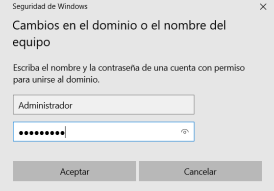 Seguridad de Windows
Cambios en el dominio o el nombre del
equipo
Escriba el nombre y la contraseña de una cuenta con permiso
para unirse al dominio.
Administrador
●●●●●●●●●
Aceptar
Cancelar